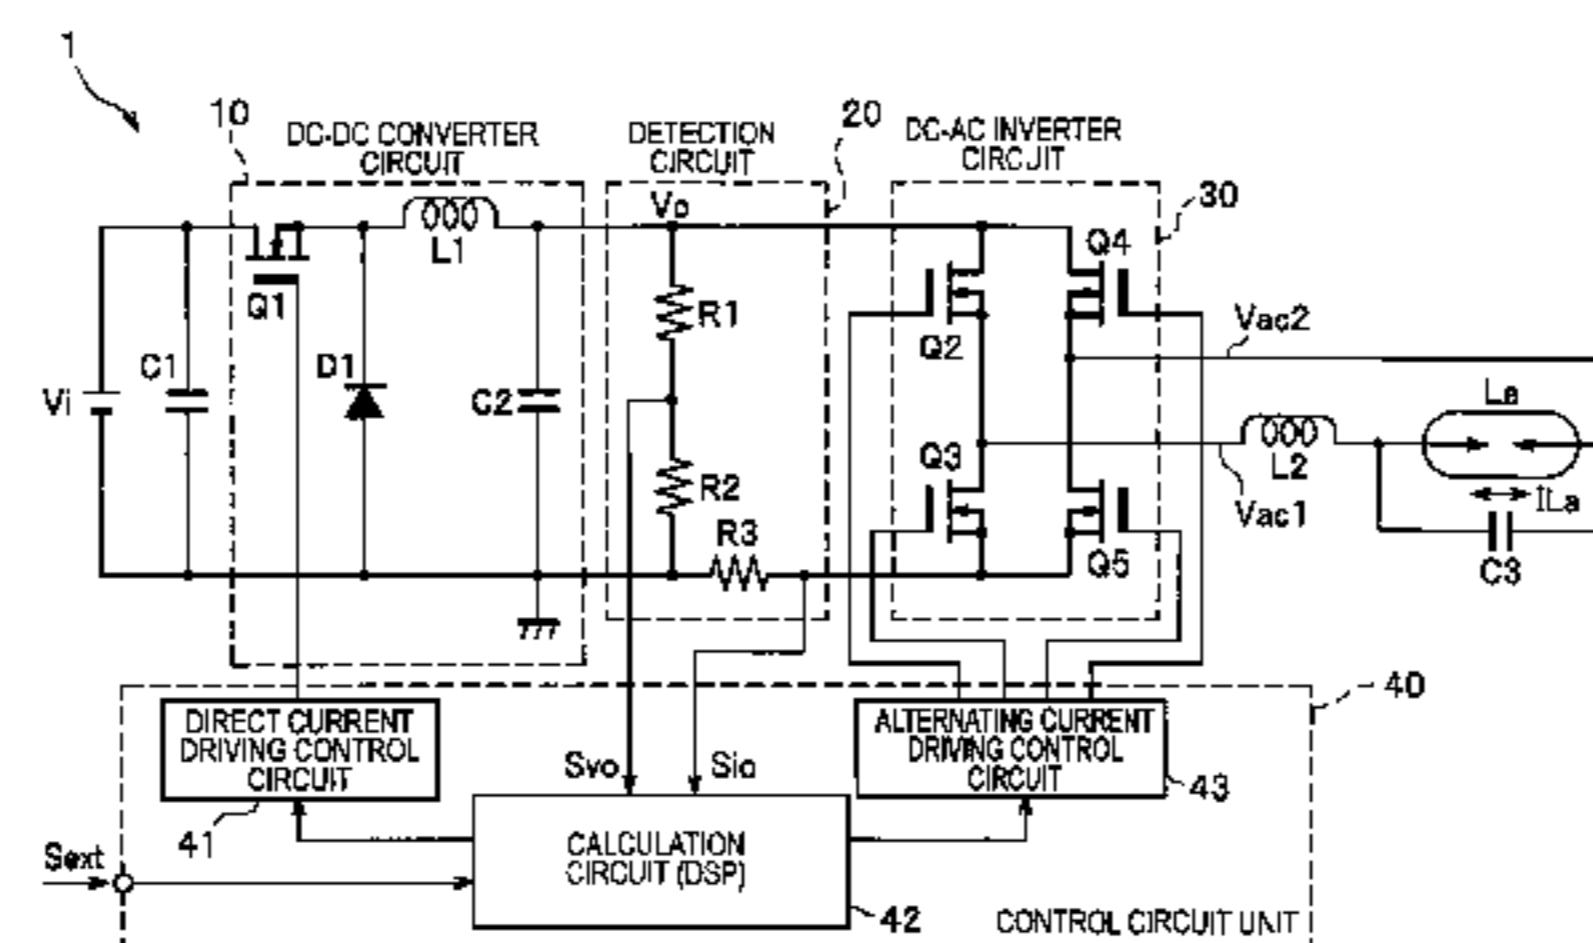 1
10
DC-DC CONVERTER
CIRCUIT
DETECTION
CIRCUIT
20
DC-AC INVERTER
CIRCUIT
30
Vo
L1
Q1
C1
D1
C2
Vi
R1
R2
R3
Q2
Q4
Q3
Q5
Vac2
La
L2
Vac1
ILa
C3
40
DIRECT CURRENT
DRIVING CONTROL
CIRCUIT
41
Svo
Sio
ALTERNATING CURRENT
DRIVING CONTROL
CIRCUIT
43
Sext
CALCULATION
CIRCUIT (DSP)
42
CONTROL CIRCUIT UNIT